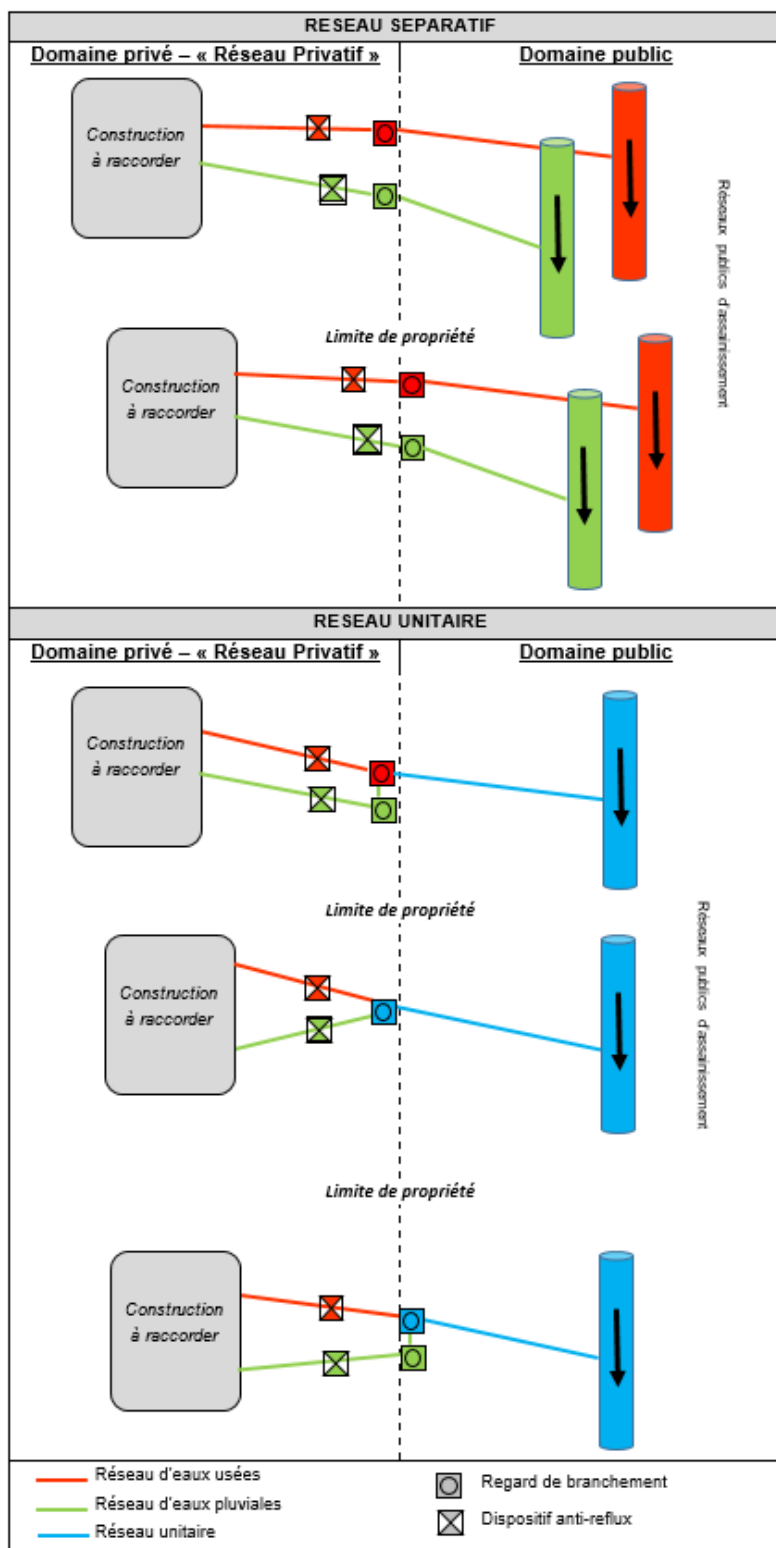 RESEAU SEPARATIF
Domaine privé – « Réseau Privatif »
Domaine public
Construction
à raccorder
Réseaux publics d'assainissement
Limite de propriété
Construction
à raccorder
RESEAU UNITAIRE
Domaine privé – « Réseau Privatif »
Domaine public
Construction
à raccorder
Limite de propriété
Réseaux publics d'assainissement
Construction
à raccorder
Limite de propriété
Construction
à raccorder
Réseau d'eaux usées
Réseau d'eaux pluviales
Réseau unitaire
Regard de branchement
Dispositif anti-reflux